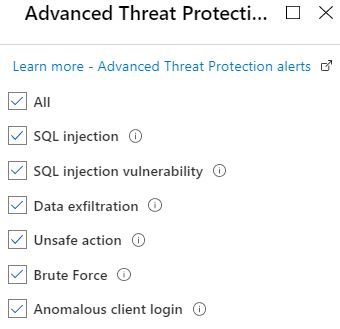 Advanced Threat Protecti...
Learn more - Advanced Threat Protection alerts
All
SQL injection
SQL injection vulnerability
Data exfiltration
Unsafe action
Brute Force
Anomalous client login